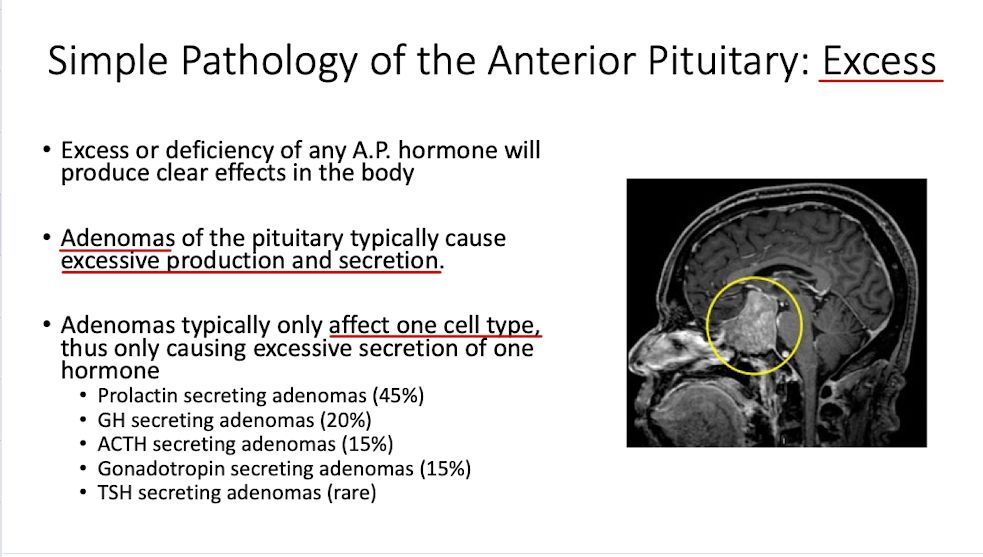 Simple Pathology of the Anterior Pituitary: Excess
• Excess or deficiency of any A.P. hormone will
produce clear effects in the body
• Adenomas of the pituitary typically cause
excessive production and secretion.
• Adenomas typically only affect one cell type,
thus only causing excessive secretion of one
hormone
• Prolactin secreting adenomas (45%)
• GH secreting adenomas (20%)
• ACTH secreting adenomas (15%)
• Gonadotropin secreting adenomas (15%)
• TSH secreting adenomas (rare)